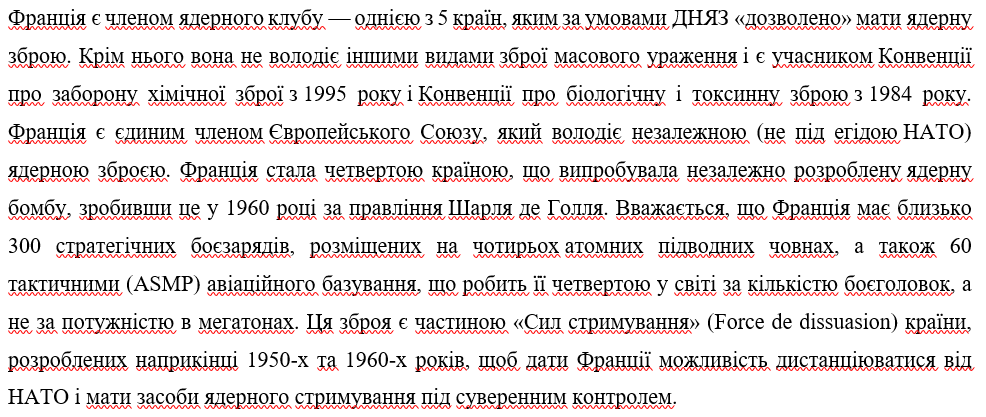 Франція є членом ядерного клубу — однією з 5 країн, яким за умовами ДНЯЗ «дозволено» мати ядерну
зброю. Крім нього вона не володіє іншими видами зброї масового ураження і є учасником Конвенції
про заборону хімічної зброї з 1995 року і Конвенції про біологічну і токсинну зброю з 1984 року.
Франція є єдиним членом Європейського Союзу, який володіє незалежною (не під егідою НАТО)
ядерною зброєю. Франція стала четвертою країною, що випробувала незалежно розроблену ядерну
бомбу, зробивши це у 1960 році за правління Шарля де Голля. Вважається, що Франція має близько
300 стратегічних боєзарядів, розміщених на чотирьох атомних підводних човнах, а також 60
тактичними (ASMP) авіаційного базування, що робить її четвертою у світі за кількістю боєголовок, а
не за потужністю в мегатонах. Ця зброя є частиною «Сил стримування» (Force de dissuasion) країни,
розроблених наприкінці 1950-х та 1960-х років, щоб дати Франції можливість дистанціюватися від
НАТО і мати засоби ядерного стримування під суверенним контролем.